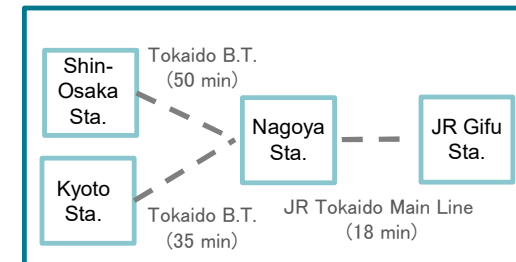 Tokaido B.T.
(50 min)
Shin-
Osaka
Sta.
Nagoya
Sta.
JR Gifu
Sta.
Kyoto
Sta.
Tokaido B.T.
(35 min)
JR Tokaido Main Line
(18 min)